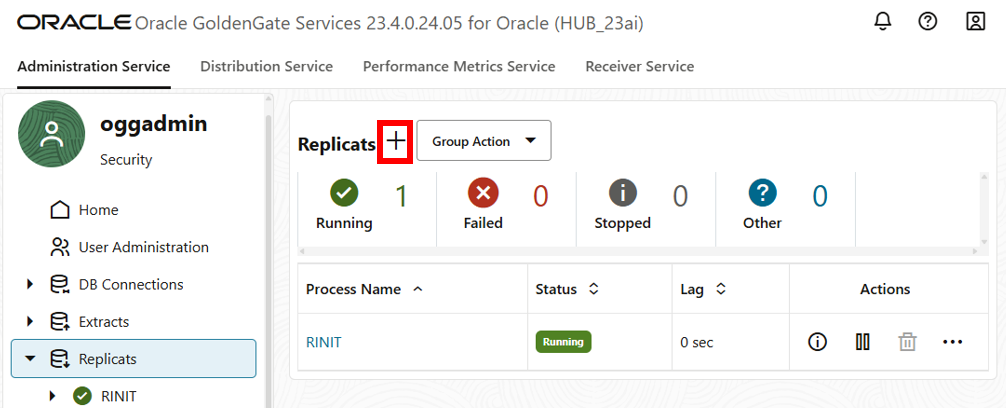 ORACLE Oracle GoldenGate Services 23.4.0.24.05 for Oracle (HUB_23ai)
Administration Service Distribution Service Performance Metrics Service Receiver Service
oggadmin
Security
Home
User Administration
DB Connections
Extracts
Replicats
RINIT
Replicats Group Action
1 0 0 0
Running Failed Stopped Other
Process Name Status Lag Actions
RINIT Running 0 sec